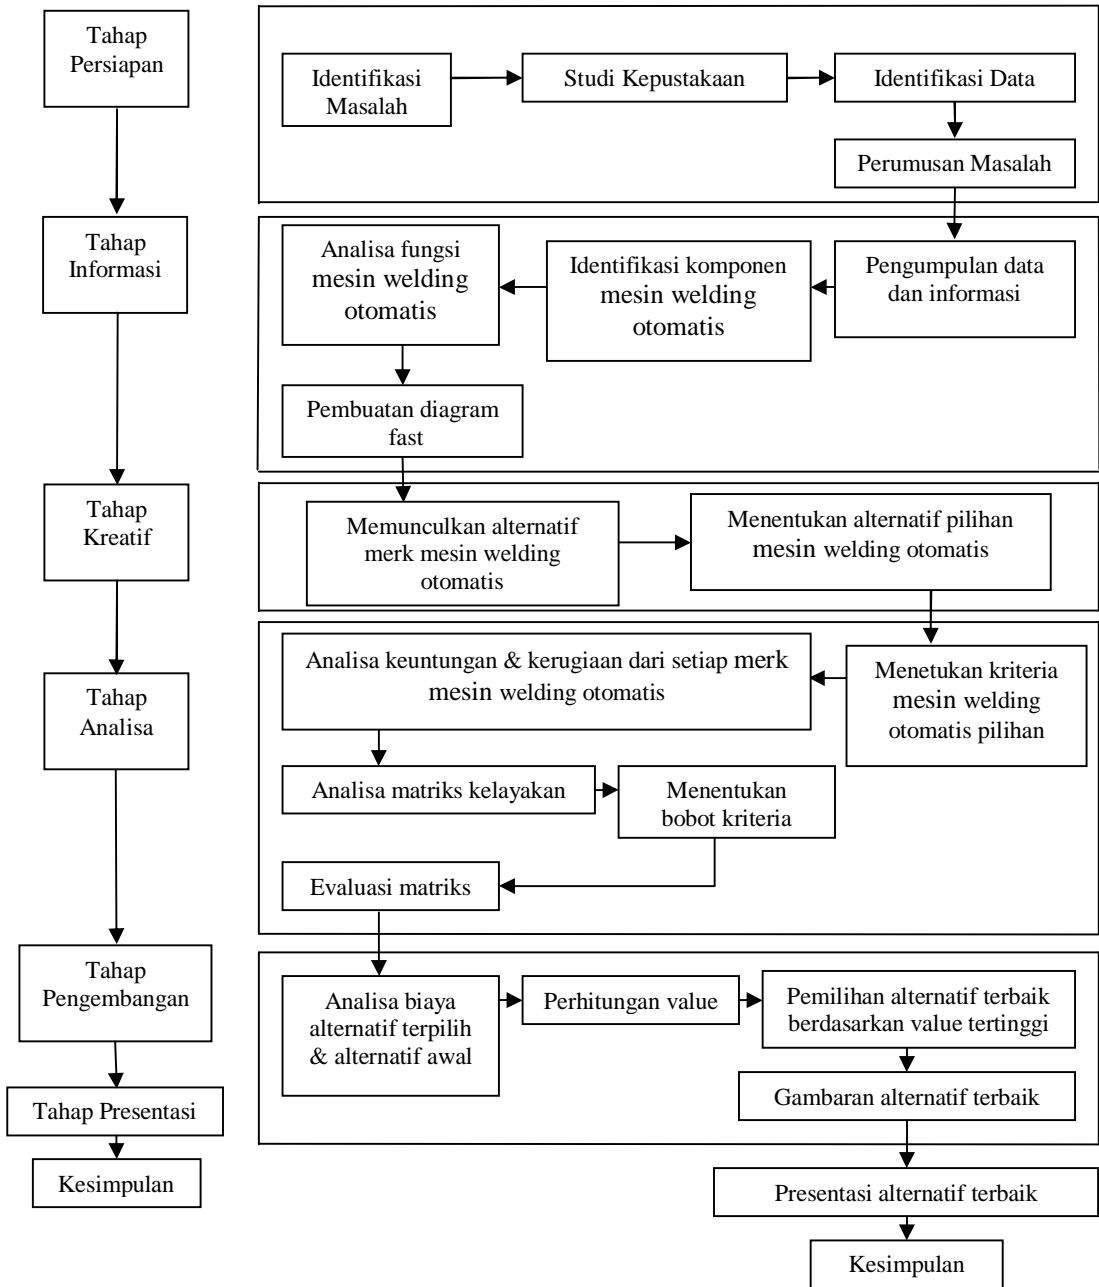 Tahap
Persiapan
Identifikasi
Masalah
Studi Kepustakaan
Identifikasi Data
Perumusan Masalah
Tahap
Informasi
Analisa fungsi
mesin welding
otomatis
Identifikasi komponen
mesin welding
otomatis
Pengumpulan data
dan informasi
Pembuatan diagram
fast
Tahap
Kreatif
Memunculkan alternatif
merk mesin welding
otomatis
Menentukan alternatif pilihan
mesin welding otomatis
Tahap
Analisa
Analisa keuntungan & kerugiaan dari setiap merk
mesin welding otomatis
Menetukan kriteria
mesin welding
otomatis pilihan
Analisa matriks kelayakan
Menentukan
bobot kriteria
Evaluasi matriks
Tahap
Pengembangan
Analisa biaya
alternatif terpilih
& alternatif awal
Perhitungan value
Pemilihan alternatif terbaik
berdasarkan value tertinggi
Gambaran alternatif terbaik
Tahap Presentasi
Kesimpulan
Presentasi alternatif terbaik
Kesimpulan